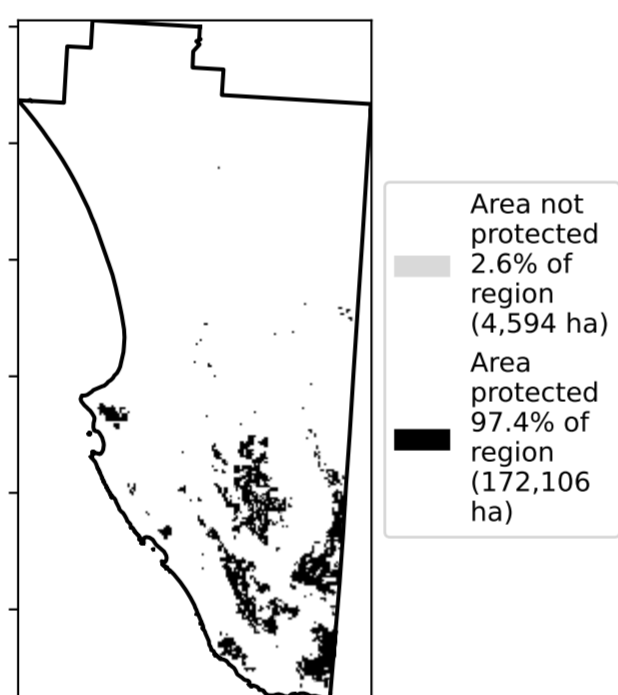 Area not
protected
2.6% of
region
(4,594 ha)
Area
protected
97.4% of
region
(172,106
ha)